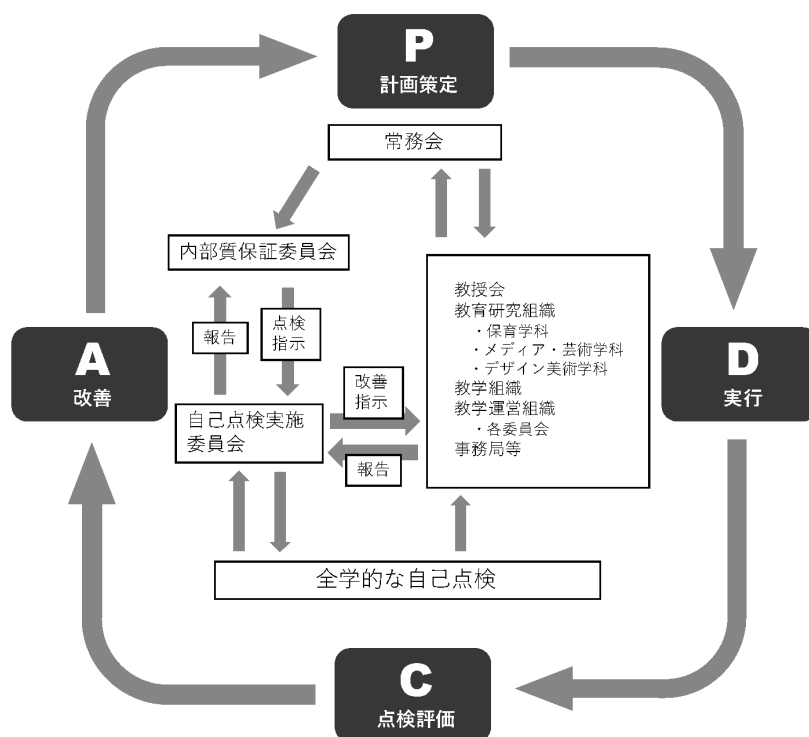 P
計画策定
常務会
内部質保証委員会
報告
点検
指示
教授会
教育研究組織
・保育学科
・メディア・芸術学科
・デザイン美術学科
教学組織
教学運営組織
・各委員会
事務局等
A
改善
D
実行
改善
指示
自己点検実施
委員会
報告
全学的な自己点検
C
点検評価